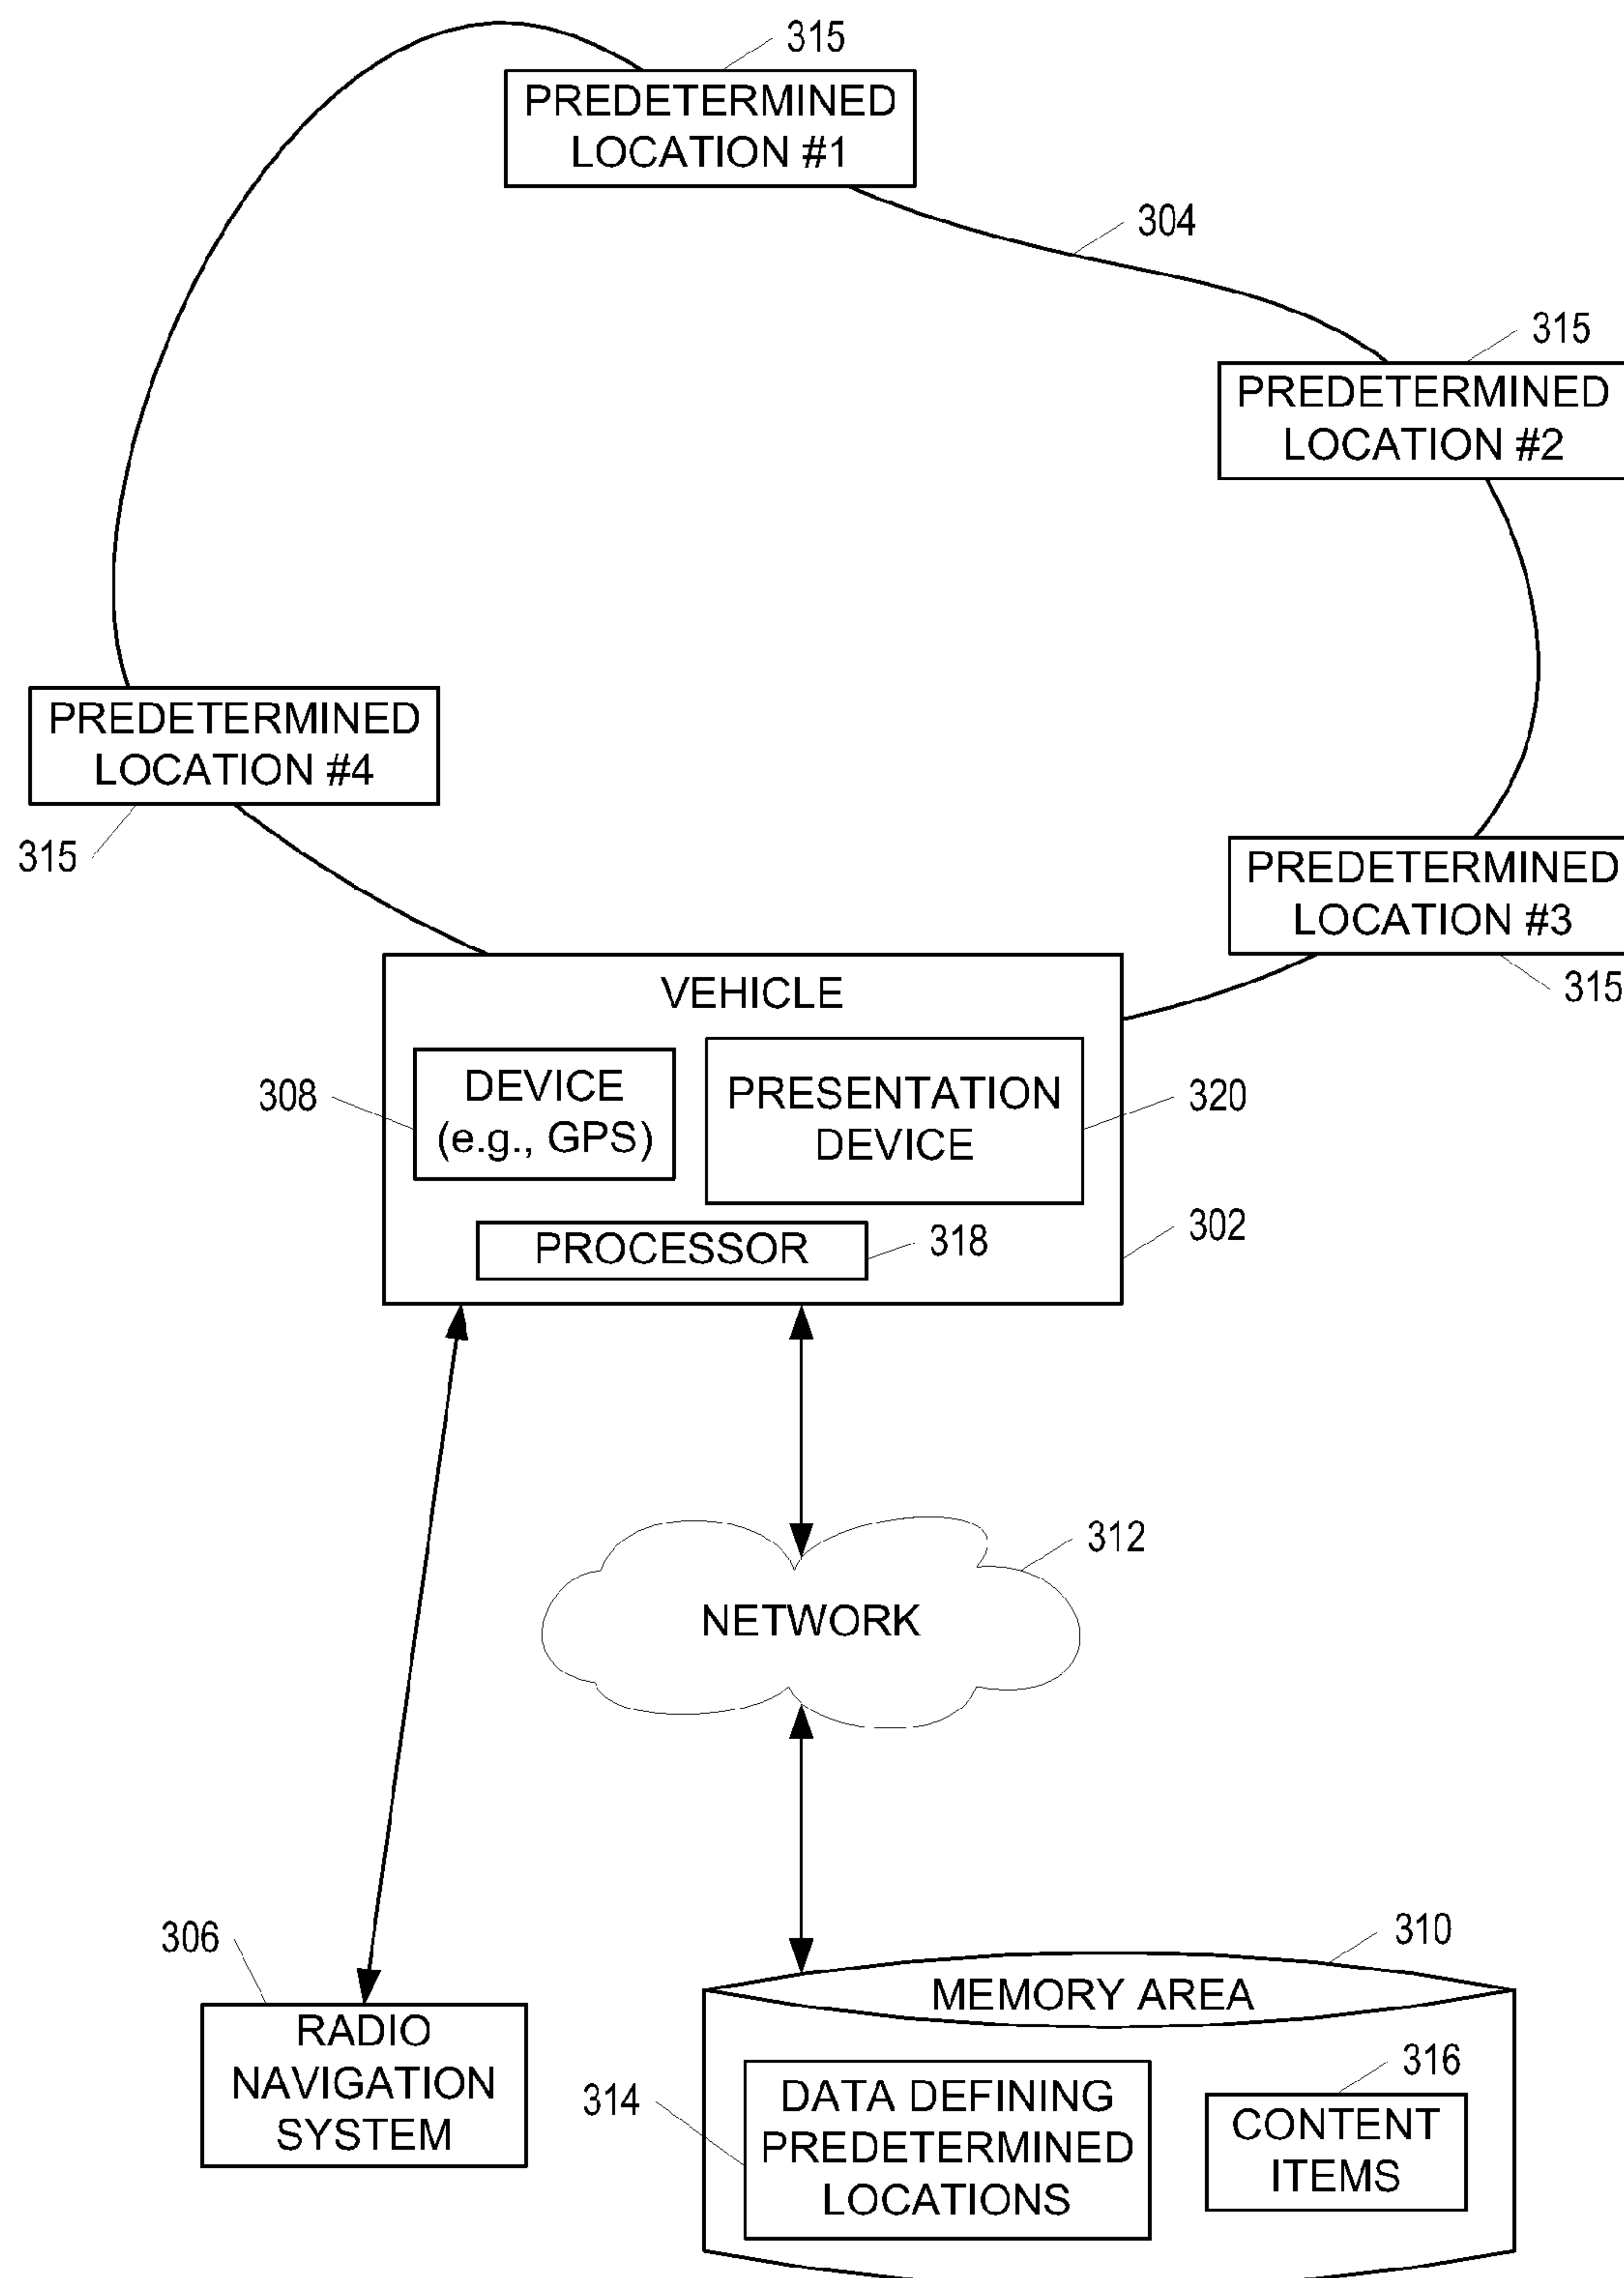 315
PREDETERMINED
LOCATION #1
304
315
PREDETERMINED
LOCATION #2
PREDETERMINED
LOCATION #4
315
PREDETERMINED
LOCATION #3
315
VEHICLE
308
DEVICE
(e.g., GPS)
PRESENTATION
DEVICE
320
PROCESSOR
318
302
312
NETWORK
306
RADIO
NAVIGATION
SYSTEM
310
MEMORY AREA
314
DATA DEFINING
PREDETERMINED
LOCATIONS
316
CONTENT
ITEMS